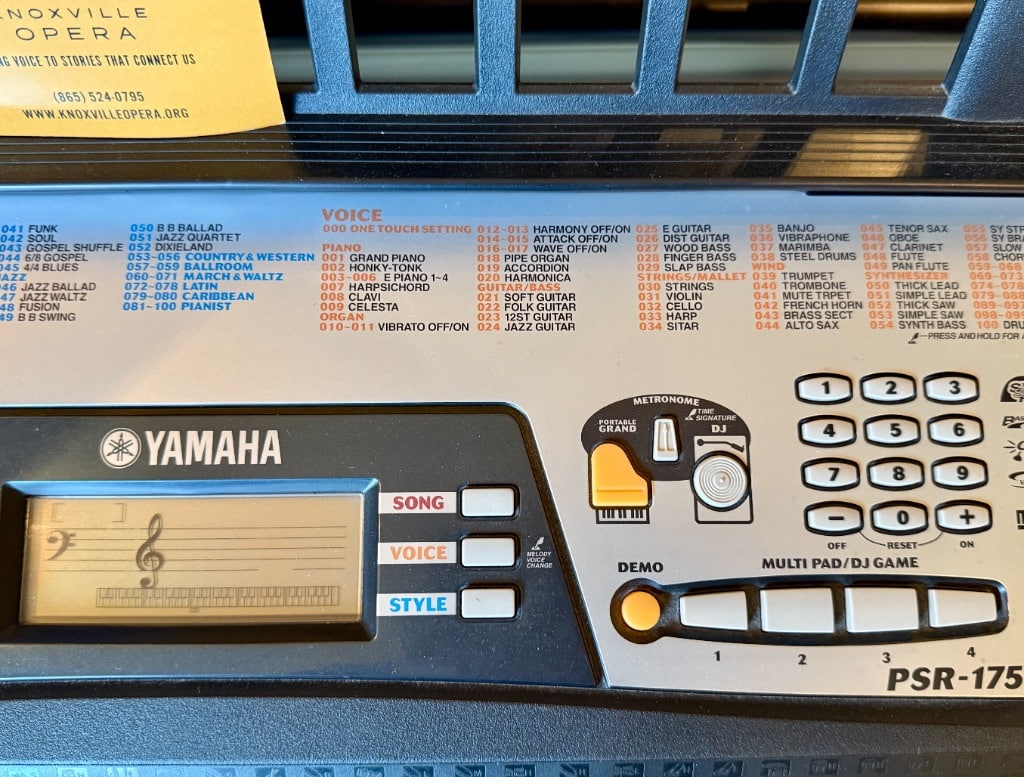 KNOXVILLE
OPERA
VOICE TO STORIES THAT CONNECT US
(865) 524-0795
WWW.KNOXVILLEOPERA.ORG
041 FUNK
042 SOUL
043 GOSPEL SHUFFLE
044 6/8 GOSPEL
045 4/4 BLUES
JAZZ
046 JAZZ BALLAD
47 JAZZ WALTZ
48 FUSION
49 B B SWING
050 B B BALLAD
051 JAZZ QUARTET
052 DIXIELAND
053-056 COUNTRY & WESTERN
057-059 BALLROOM
060-071 MARCH & WALTZ
072~78 LATIN
079~080 CARIBBEAN
081~100 PIANIST
VOICE
000 ONE TOUCH SETTING
PIANO
001 GRAND PIANO
002 HONKY-TONK
003-006 E PIANO 1~4
007 HARPSICHORD
008 CLAVI
009 CELESTA
ORGAN
010~011 VIBRATO OFF/ON
012-013 HARMONY OFF/ON
014-015 ATTACK OFF/ON
016-017 WAVE OFF/ON
018 PIPE ORGAN
019 ACCORDION
020 HARMONICA
GUITAR/BASS
021 SOFT GUITAR
022 FOLK GUITAR
023 12ST GUITAR
024 JAZZ GUITAR
025 E GUITAR
026 DIST GUITAR
027 WOOD BASS
028 FINGER BASS
029 SLAP BASS
STRINGS/MALLET
030 STRINGS
031 VIOLIN
032 CELLO
033 HARP
034 SITAR
035 BANJO
036 VIBRAPHONE
037 MARIMBA
038 STEEL DRUMS
WIND
039 TRUMPET
040 TROMBONE
041 MUTE TRPET
042 FRENCH HORN
043 BRASS SECT
044 ALTO SAX
045 TENOR SAX
046 OBOE
047 CLARINET
048 FLUTE
049 PAN FLUTE
SYNTHESIZER
050 THICK LEAD
051 SIMPLE LEAD
052 THICK SAW
053 SIMPLE SAW
054 SYNTH BASS
055 SY
056 SY
057 SLOW
058
100
PRESS AND HOLD FOR A
YAMAHA
SONG
VOICE
STYLE
MELODY
VOICE
CHANGE
METRONOME
PORTABLE
GRAND
TIME
SIGNATURE
DJ
1 2 3
4 5 6
7 8 9
− 0 +
OFF RESET ON
DEMO
MULTI PAD/DJ GAME
1 2 3 4
PSR-175